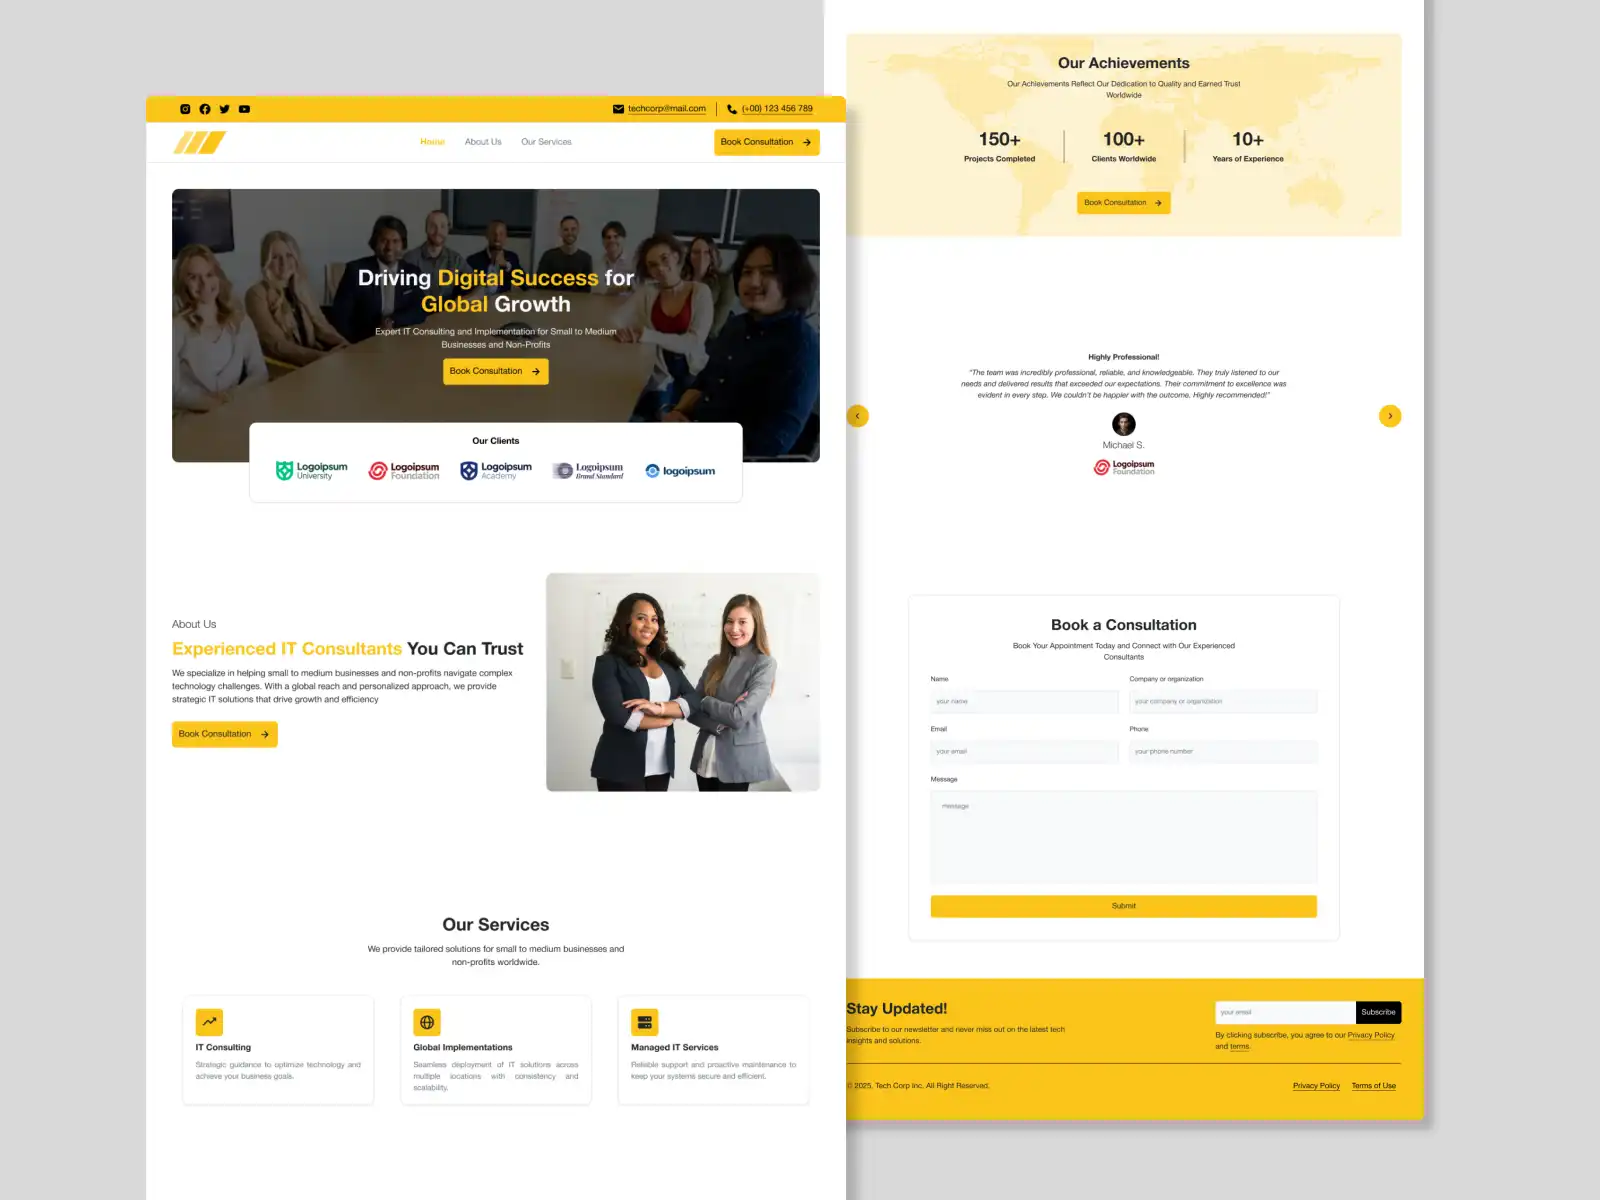 techcorp@mail.com
(+00) 123 456 789
Home
About Us
Our Services
Book Consultation
Driving Digital Success for
Global Growth
Expert IT Consulting and Implementation for Small to Medium
Businesses and Non-Profits
Book Consultation
Our Clients
Logoipsum
University
Logoipsum
Foundation
Logoipsum
Academy
Logoipsum
Brand Standard
logoipsum
About Us
Experienced IT Consultants You Can Trust
We specialize in helping small to medium businesses and non-profits navigate complex
technology challenges. With a global reach and personalized approach, we provide
strategic IT solutions that drive growth and efficiency
Book Consultation
Our Services
We provide tailored solutions for small to medium businesses and
non-profits worldwide.
IT Consulting
Strategic guidance to optimize technology and
achieve your business goals.
Global Implementations
Seamless deployment of IT solutions across
multiple locations with consistency and
scalability.
Managed IT Services
Reliable support and proactive maintenance to
keep your systems secure and efficient.
Our Achievements
Our Achievements Reflect Our Dedication to Quality and Earned Trust
Worldwide
150+
Projects Completed
100+
Clients Worldwide
10+
Years of Experience
Book Consultation
Highly Professional!
"The team was incredibly professional, reliable, and knowledgeable. They truly listened to our
needs and delivered results that exceeded our expectations. Their commitment to excellence was
evident in every step. We couldn't be happier with the outcome. Highly recommended!"
Michael S.
Logoipsum
Foundation
Book a Consultation
Book Your Appointment Today and Connect with Our Experienced
Consultants
Name
Company or organization
your name
your company or organization
Email
Phone
your email
your phone number
Message
message
Submit
Stay Updated!
Subscribe to our newsletter and never miss out on the latest tech
insights and solutions.
your email
Subscribe
By clicking subscribe, you agree to our Privacy Policy
and terms.
© 2025, Tech Corp Inc. All Right Reserved,
Privacy Policy
Terms of Use